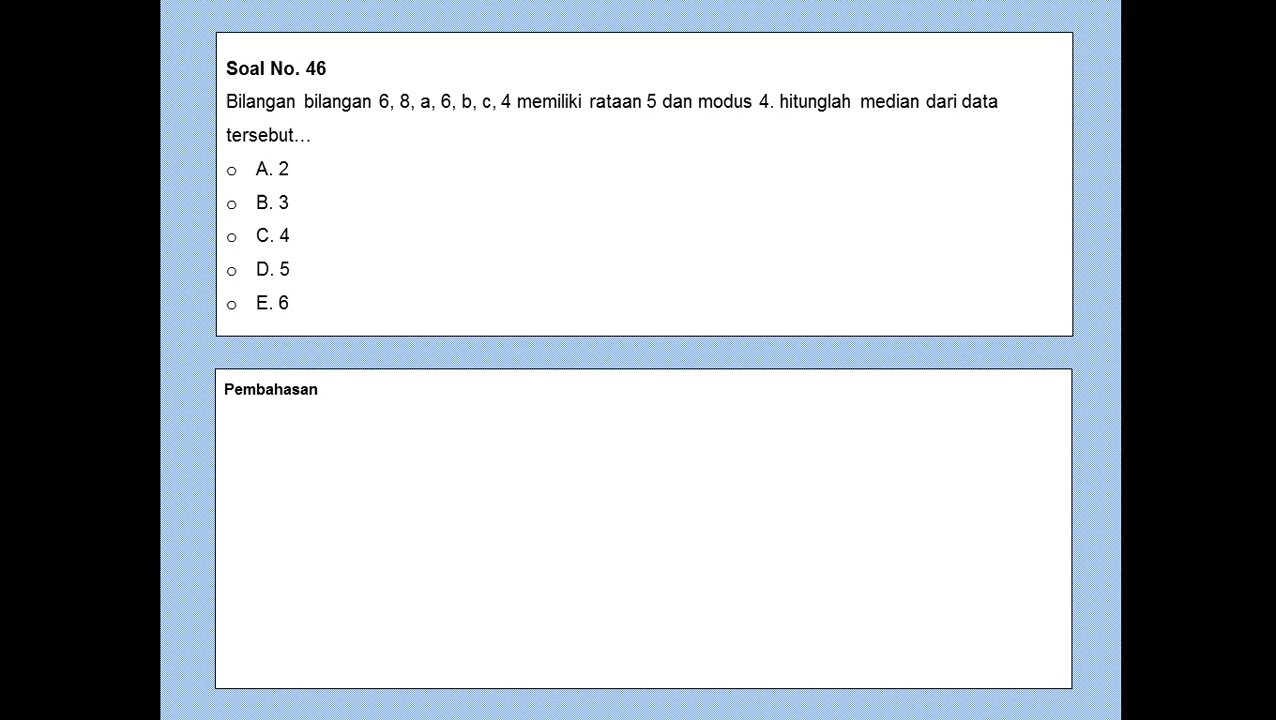 Soal No. 46
Bilangan bilangan 6, 8, a, 6, b, c, 4 memiliki rataan 5 dan modus 4. hitunglah median dari data
tersebut...
o A. 2
o B. 3
o C. 4
o D. 5
o E. 6
Pembahasan